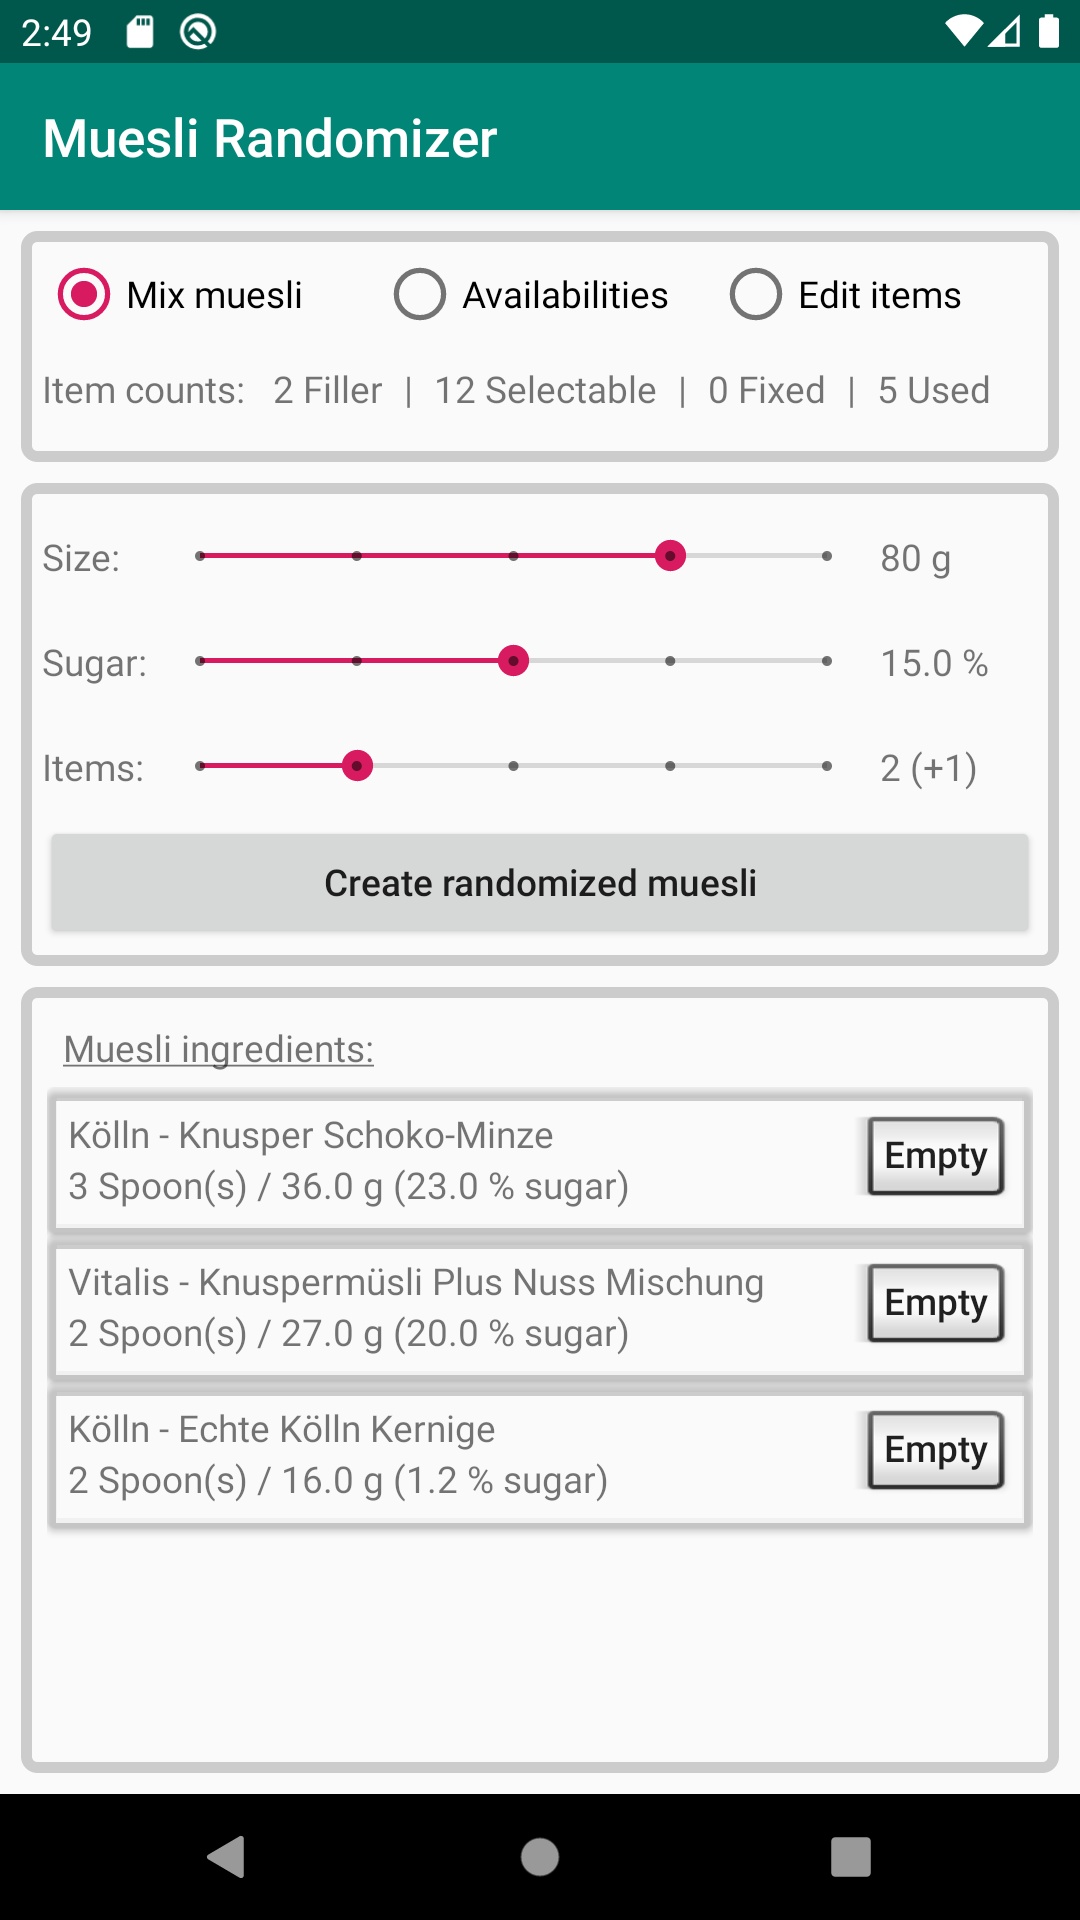 2:49
Muesli Randomizer
Mix muesli Availabilities Edit items
Item counts: 2 Filler | 12 Selectable | 0 Fixed | 5 Used
Size: 80 g
Sugar: 15.0 %
Items: 2 (+1)
Create randomized muesli
Muesli ingredients:
Kölln - Knusper Schoko-Minze
3 Spoon(s) / 36.0 g (23.0 % sugar)
Empty
Vitalis - Knuspermüsli Plus Nuss Mischung
2 Spoon(s) / 27.0 g (20.0 % sugar)
Empty
Kölln - Echte Kölln Kernige
2 Spoon(s) / 16.0 g (1.2 % sugar)
Empty